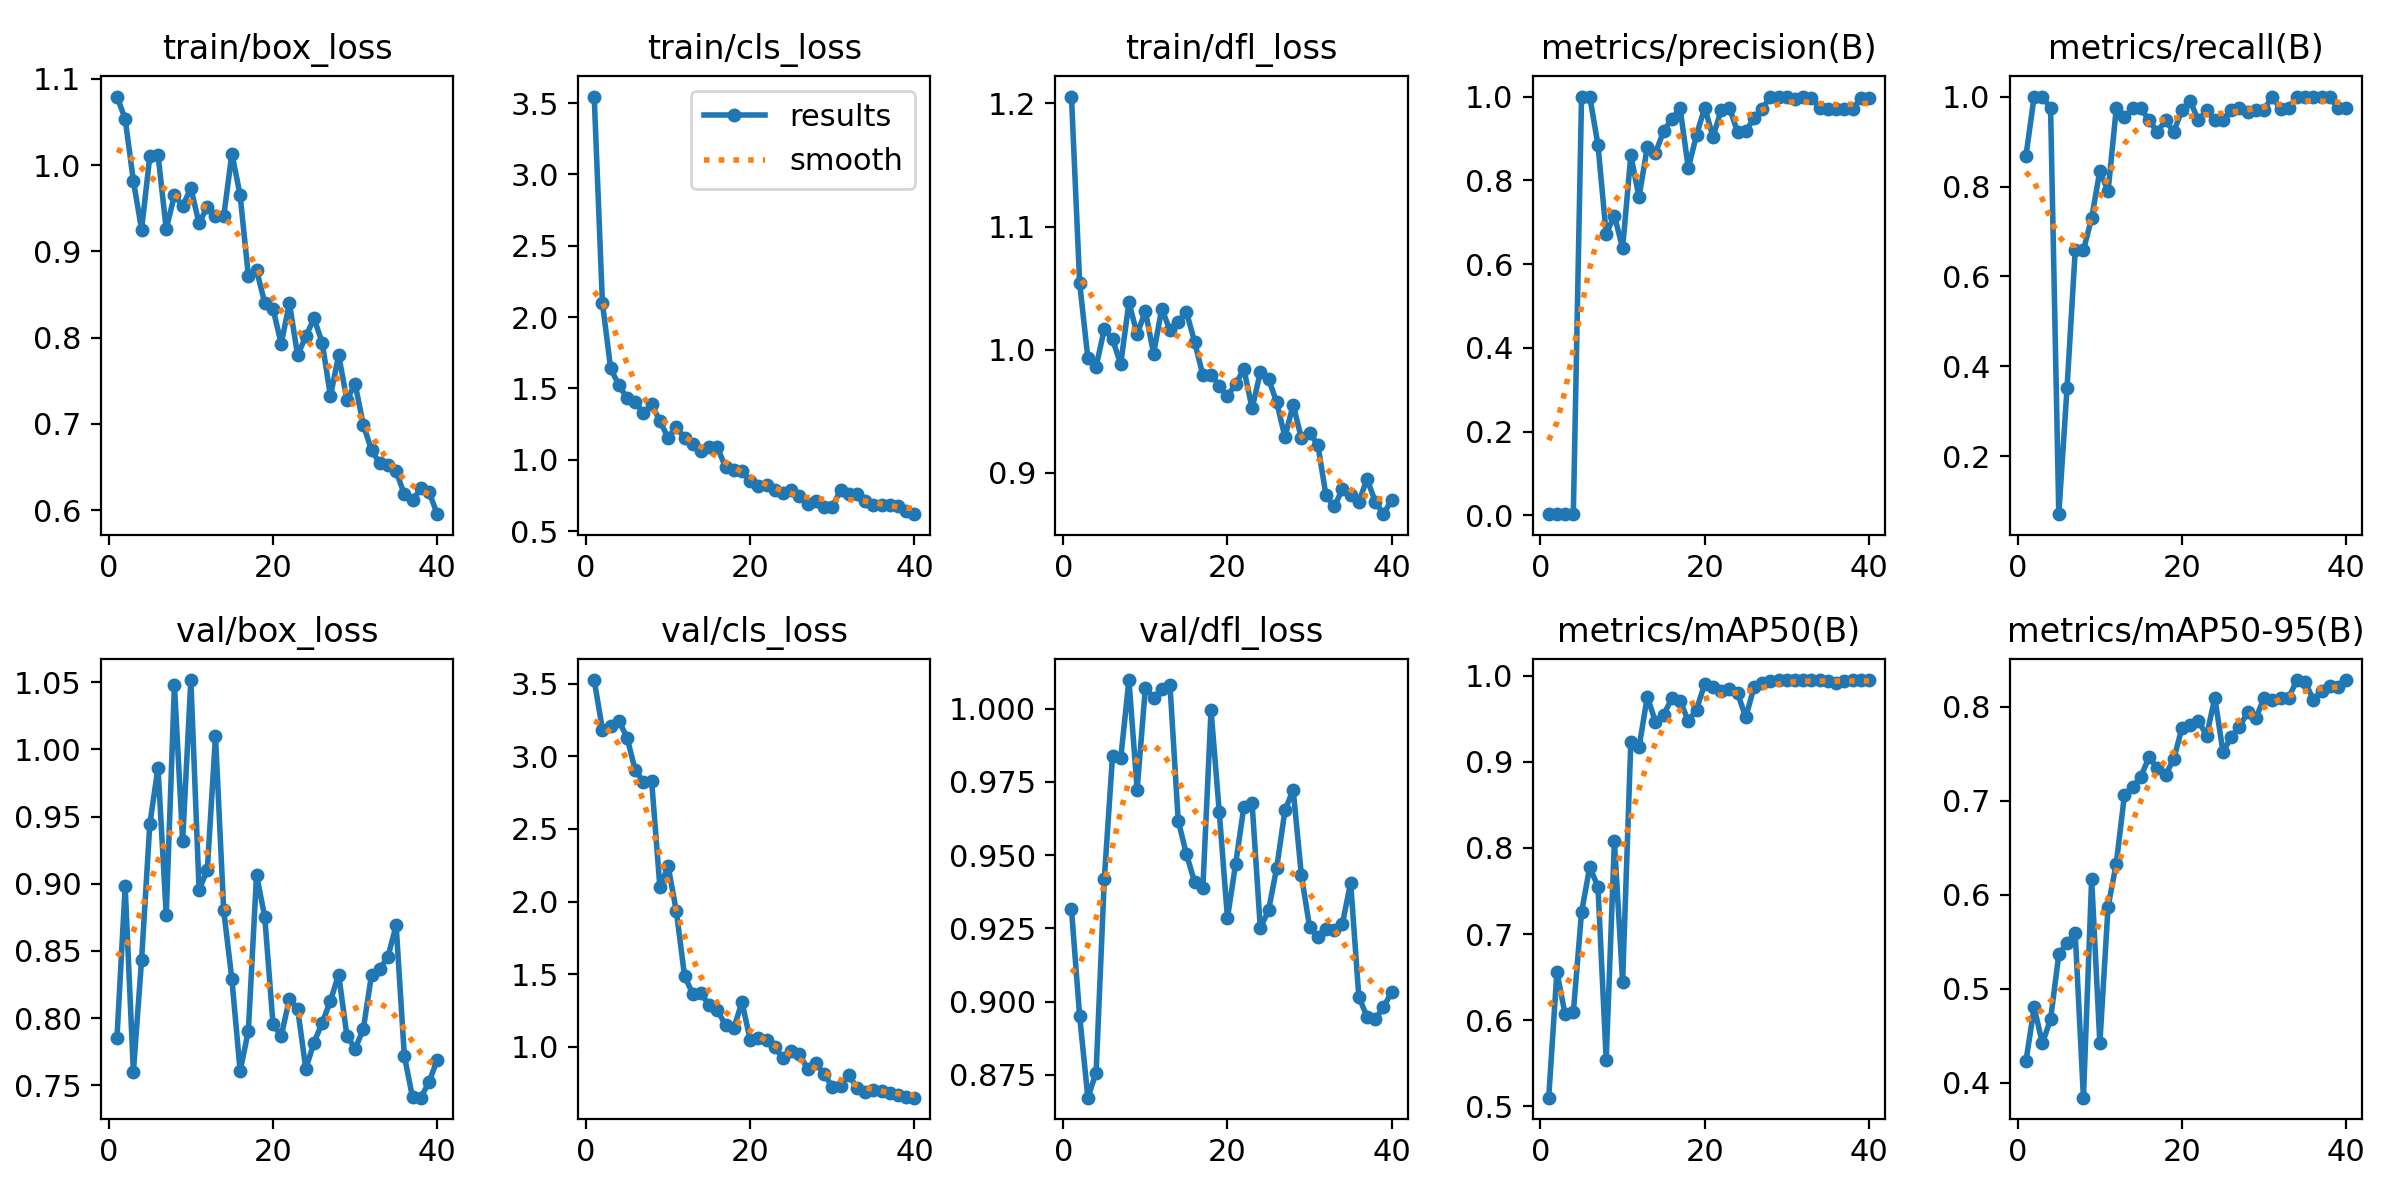 train/box_loss
1.1
1.0
0.9
0.8
0.7
0.6
0 20 40
train/cls_loss
results
smooth
3.5
3.0
2.5
2.0
1.5
1.0
0.5
0 20 40
train/dfl_loss
1.2
1.1
1.0
0.9
0 20 40
metrics/precision(B)
1.0
0.8
0.6
0.4
0.2
0.0
0 20 40
metrics/recall(B)
1.0
0.8
0.6
0.4
0.2
0 20 40
val/box_loss
1.05
1.00
0.95
0.90
0.85
0.80
0.75
0 20 40
val/cls_loss
3.5
3.0
2.5
2.0
1.5
1.0
0 20 40
val/dfl_loss
1.000
0.975
0.950
0.925
0.900
0.875
0 20 40
metrics/mAP50(B)
1.0
0.9
0.8
0.7
0.6
0.5
0 20 40
metrics/mAP50-95(B)
0.8
0.7
0.6
0.5
0.4
0 20 40